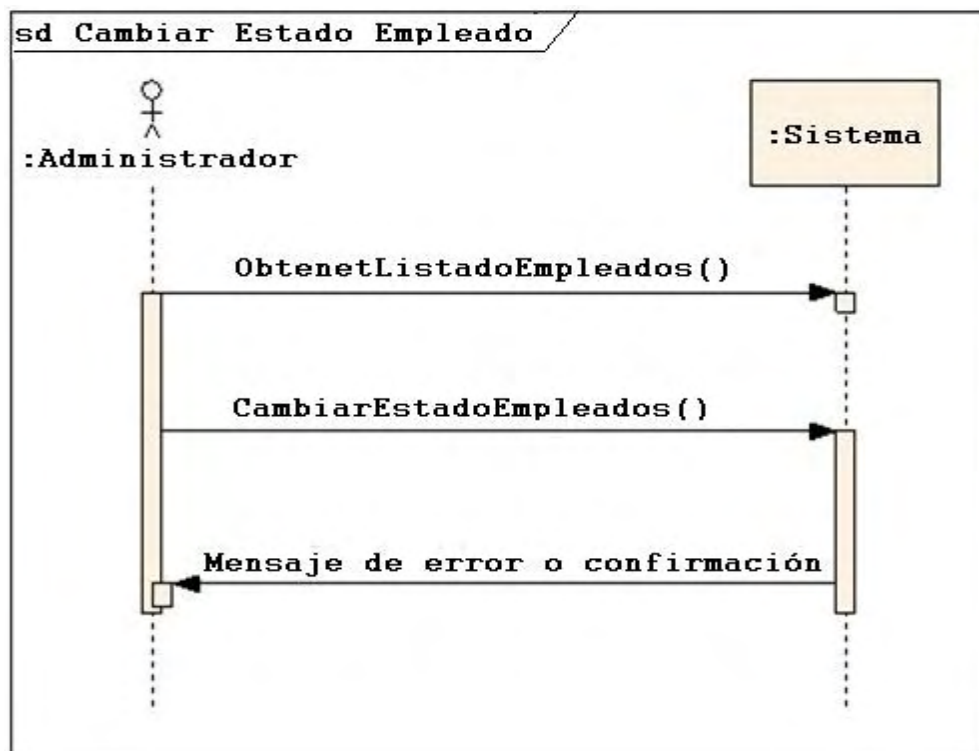 sd Cambiar Estado Empleado
:Administrador
:Sistema
ObtenetListadoEmpleados()
CambiarEstadoEmpleados()
Mensaje de error o confirmación